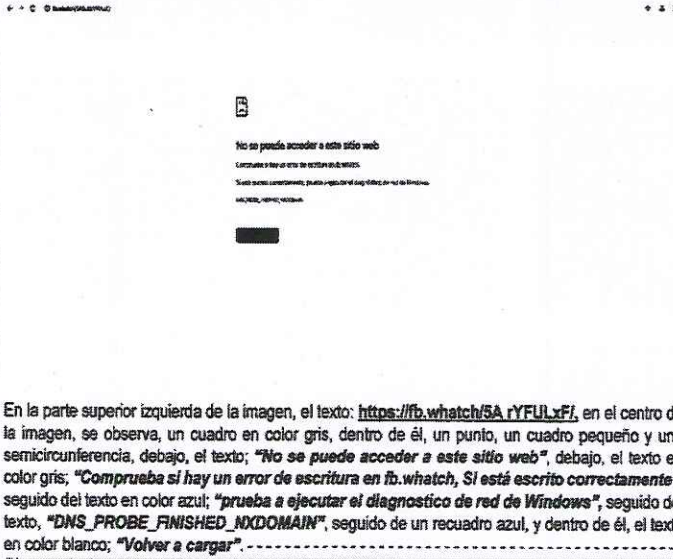 No se puede acceder a este sitio web
En la parte superior izquierda de la imagen, el texto: https://fb.whatch/5A rYFULxF/, en el centro d
la imagen, se observa, un cuadro en color gris, dentro de él, un punto, un cuadro pequeño y un
semicircunferencia, debajo, el texto; "No se puede acceder a este sitio web", debajo, el texto e
color gris; "Comprueba si hay un error de escritura en fb.whatch, Si está escrito correctamente
seguido del texto en color azul; "prueba a ejecutar el diagnostico de red de Windows", seguido de
texto, "DNS_PROBE_FINISHED_NXDOMAIN", seguido de un recuadro azul, y dentro de él, el text
en color blanco; "Volver a cargar".